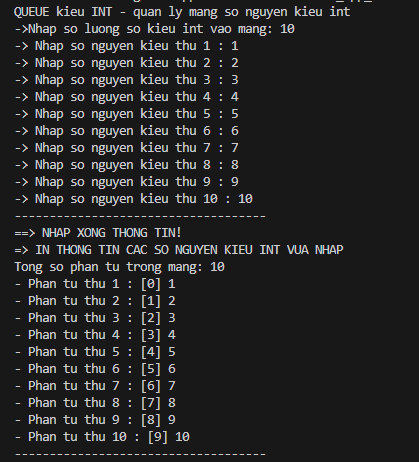 QUEUE kieu INT - quan ly mang so nguyen kieu int
->Nhap so luong so kieu int vao mang: 10
-> Nhap so nguyen kieu thu 1 : 1
-> Nhap so nguyen kieu thu 2 : 2
-> Nhap so nguyen kieu thu 3 : 3
-> Nhap so nguyen kieu thu 4 : 4
-> Nhap so nguyen kieu thu 5 : 5
-> Nhap so nguyen kieu thu 6 : 6
-> Nhap so nguyen kieu thu 7 : 7
-> Nhap so nguyen kieu thu 8 : 8
-> Nhap so nguyen kieu thu 9 : 9
-> Nhap so nguyen kieu thu 10 : 10
-----------------------------------
==> NHAP XONG THONG TIN!
=> IN THONG TIN CAC SO NGUYEN KIEU INT VUA NHAP
Tong so phan tu trong mang: 10
- Phan tu thu 1 : [0] 1
- Phan tu thu 2 : [1] 2
- Phan tu thu 3 : [2] 3
- Phan tu thu 4 : [3] 4
- Phan tu thu 5 : [4] 5
- Phan tu thu 6 : [5] 6
- Phan tu thu 7 : [6] 7
- Phan tu thu 8 : [7] 8
- Phan tu thu 9 : [8] 9
- Phan tu thu 10 : [9] 10
-----------------------------------